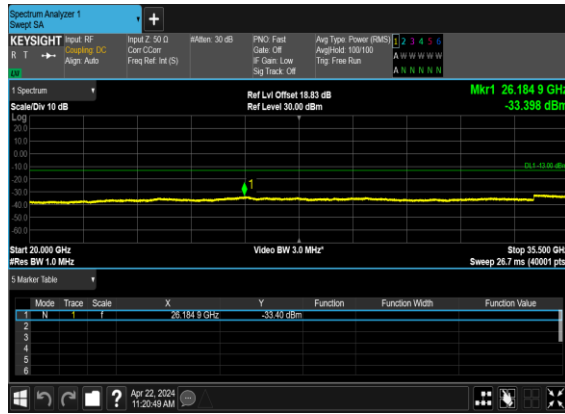 Spectrum Analyzer 1
Swept SA
+
KEYSIGHT Input: RF Input Z: 50 Ω #Atten: 30 dB PNO: Fast Avg Type: Power (RMS) 1 2 3 4 5 6
R T Coupling: DC Corr CCorr Gate: Off Avg|Hold: 100/100 A W W W W W
Align: Auto Freq Ref: Int (S) IF Gain: Low Trig: Free Run
Sig Track: Off A N N N N N
1 Spectrum Ref Lvl Offset 18.83 dB Mkr1 26.184 9 GHz
Scale/Div 10 dB Ref Level 30.00 dBm -33.398 dBm
Log
20.0
10.0
0.00
-10.0
DL1 -13.00 dBm
-20.0
1
-30.0
-40.0
-50.0
-60.0
Start 20.000 GHz Video BW 3.0 MHz* Stop 35.500 GHz
#Res BW 1.0 MHz Sweep 26.7 ms (40001 pts)
5 Marker Table
Mode Trace Scale X Y Function Function Width Function Value
1 N 1 f 26.184 9 GHz -33.40 dBm
2
3
4
5
6
? Apr 22, 2024
11:20:49 AM